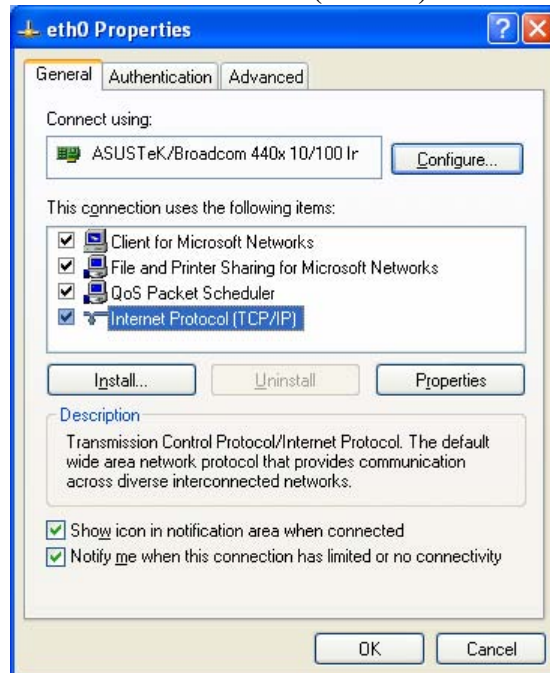 eth0 Properties
General Authentication Advanced
Connect using:
ASUSTeK/Broadcom 440x 10/100 Ir Configure...
This connection uses the following items:
Client for Microsoft Networks
File and Printer Sharing for Microsoft Networks
QoS Packet Scheduler
Internet Protocol (TCP/IP)
Install... Uninstall Properties
Description
Transmission Control Protocol/Internet Protocol. The default
wide area network protocol that provides communication
across diverse interconnected networks.
Show icon in notification area when connected
Notify me when this connection has limited or no connectivity
OK Cancel